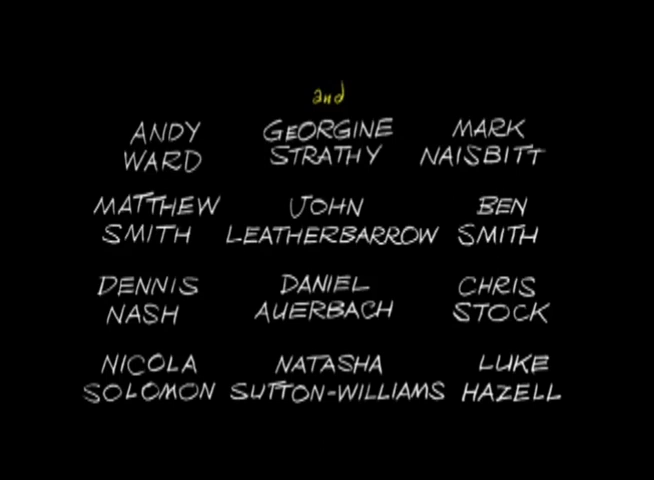 and
ANDY GEORGINE MARK
WARD STRATHY NAISBITT
MATTHEW JOHN BEN
SMITH LEATHERBARROW SMITH
DENNIS DANIEL CHRIS
NASH AUERBACH STOCK
NICOLA NATASHA LUKE
SOLOMON SUTTON-WILLIAMS HAZELL